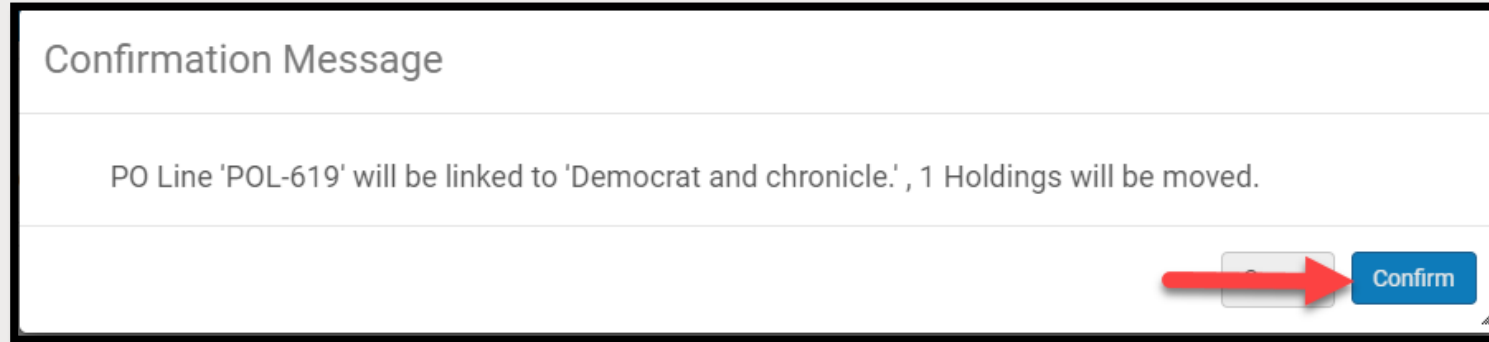 Confirmation Message
PO Line 'POL-619' will be linked to 'Democrat and chronicle.' , 1 Holdings will be moved.
Confirm